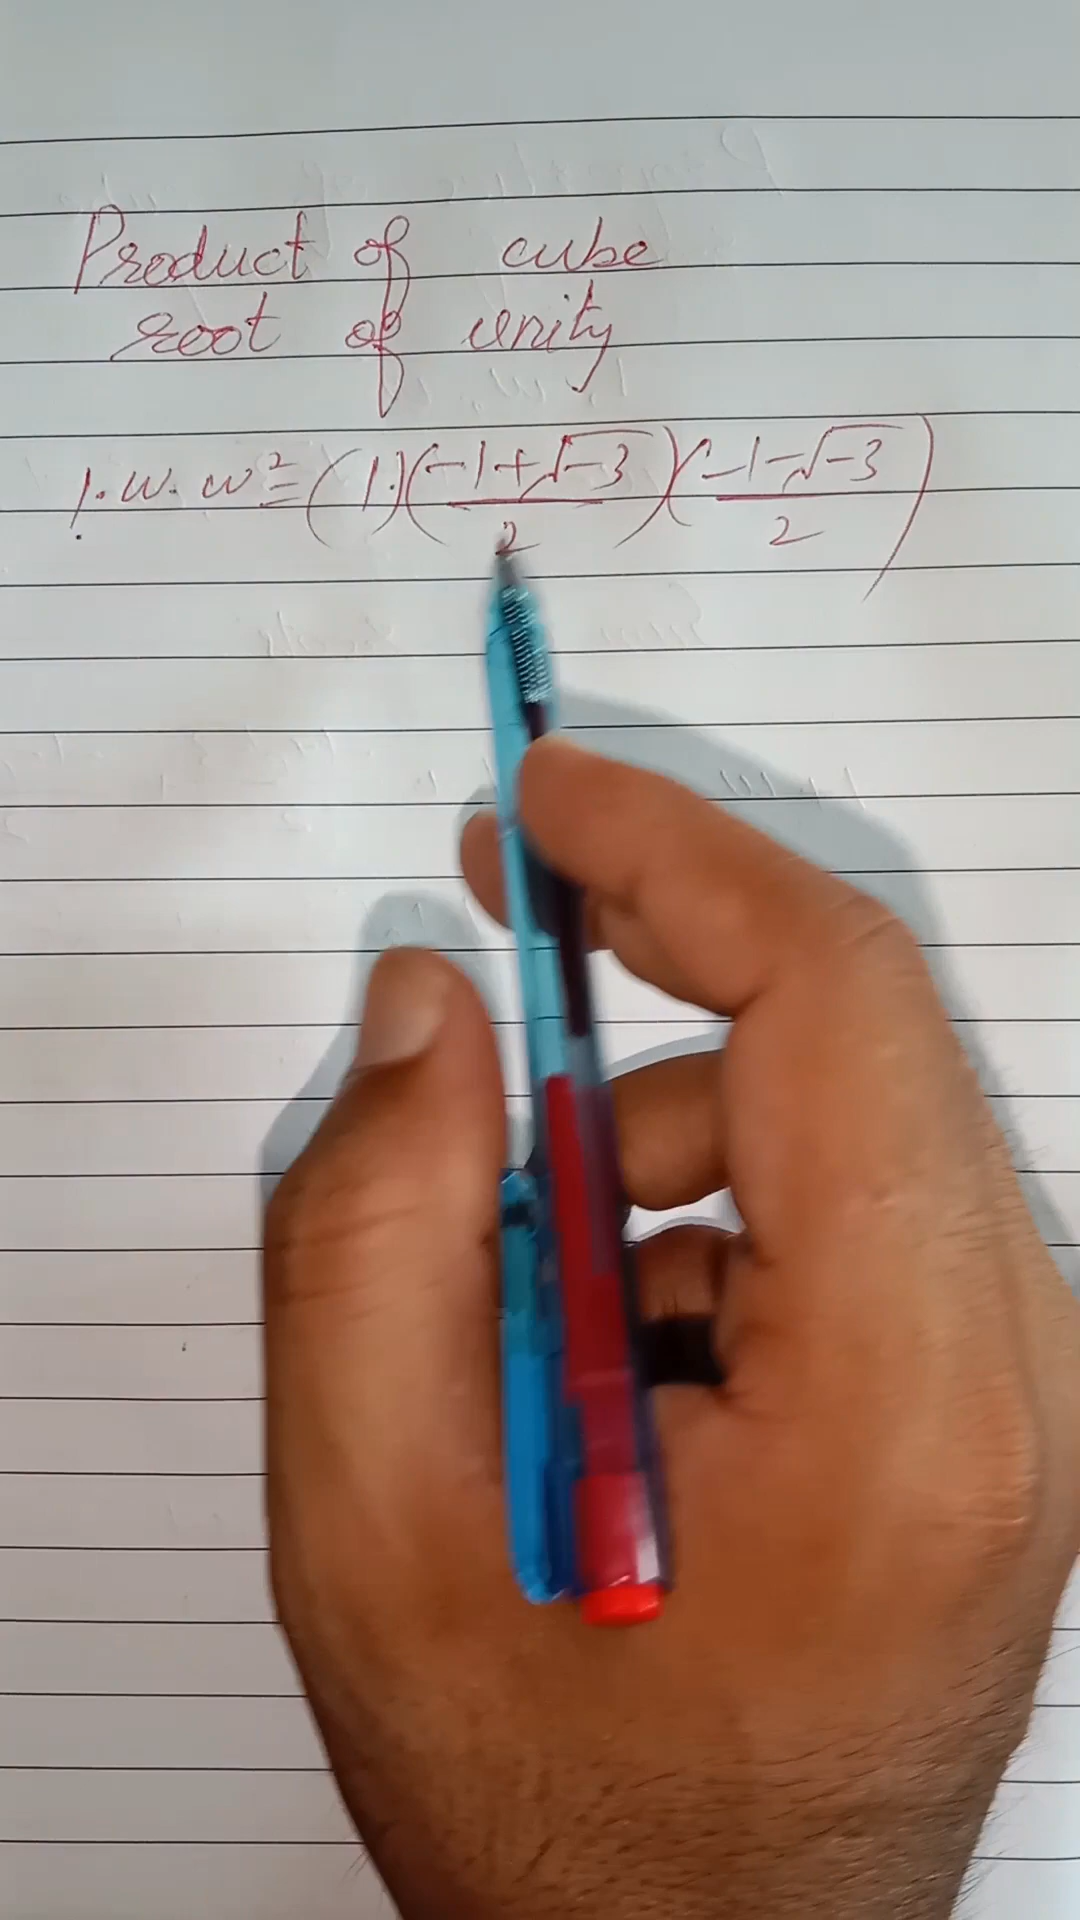 Product of cube
root of unity
1.w.w²=(1.)(-1+√-3/2)(-1-√-3/2)